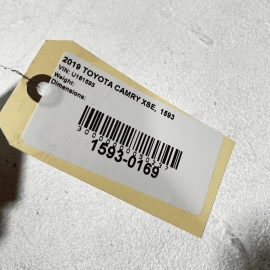 2019 TOYOTA CAMRY XSE, 1593
VIN: U181593
Weight:
Dimensions:
1593-0169